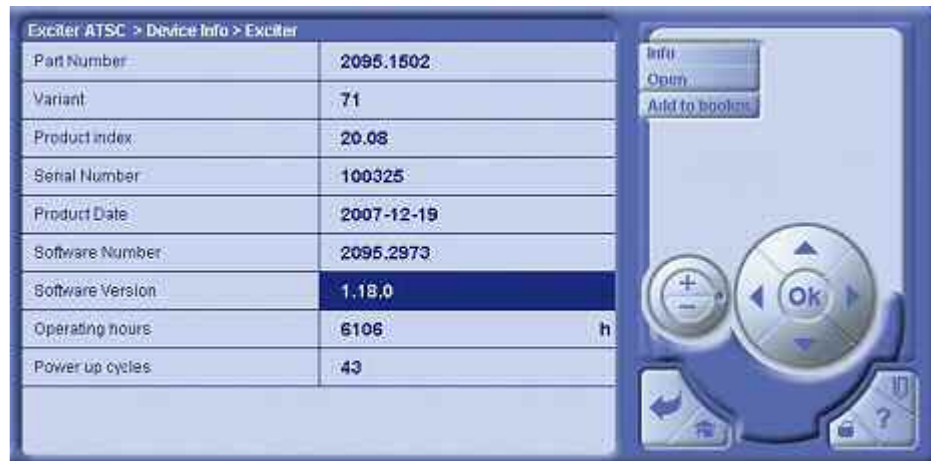 Exciter ATSC > Device Info > Exciter
Part Number 2095.1502
Variant 71
Product index 20.08
Serial Number 100325
Product Date 2007-12-19
Software Number 2095.2973
Software Version 1.18.0
Operating hours 6106 h
Power up cycles 43
Info
Open
Add to bookm.
+
−
Ok
?